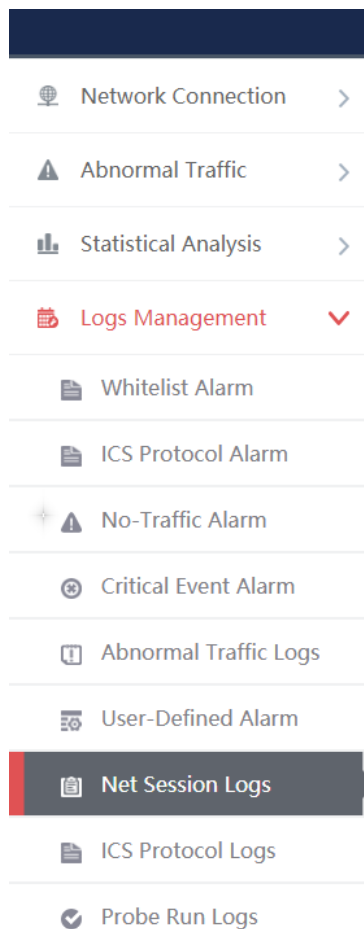 Network Connection
Abnormal Traffic
Statistical Analysis
Logs Management
Whitelist Alarm
ICS Protocol Alarm
No-Traffic Alarm
Critical Event Alarm
Abnormal Traffic Logs
User-Defined Alarm
Net Session Logs
ICS Protocol Logs
Probe Run Logs